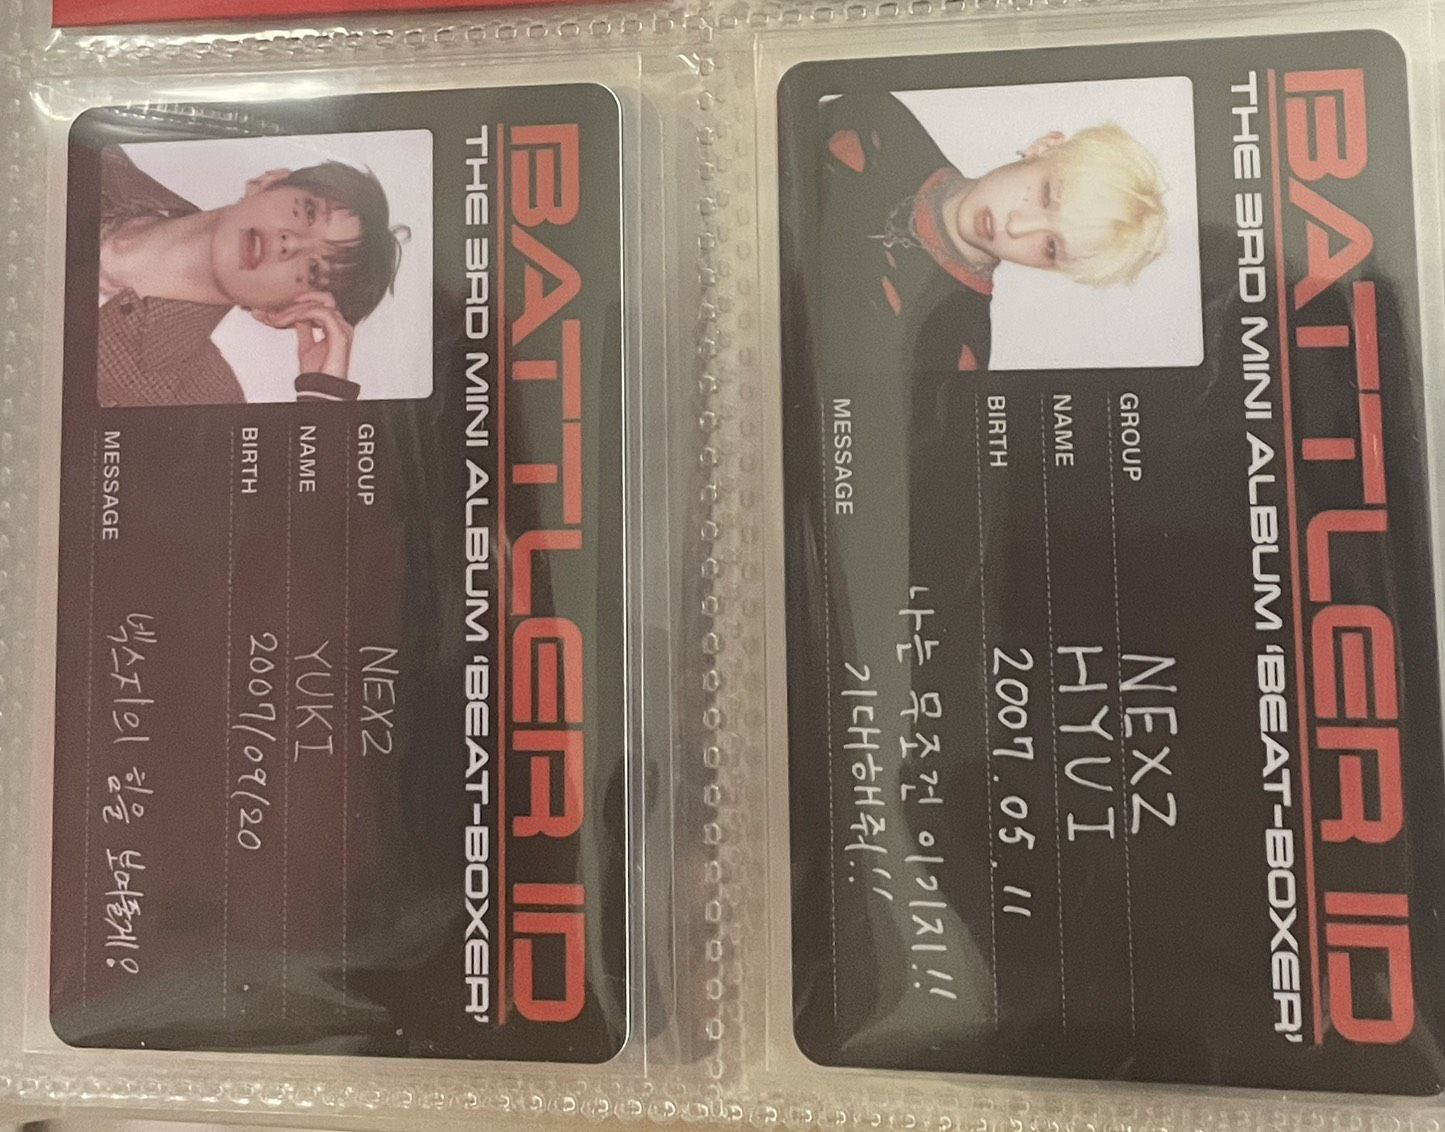 BATTLER ID
THE 3RD MINI ALBUM 'BEAT-BOXER'
GROUP NEXZ
NAME HYUI
BIRTH 2007.05.11
나는 무조건 이기지!!
MESSAGE 기대해줘!!
BATTLER ID
THE 3RD MINI ALBUM 'BEAT-BOXER'
GROUP NEXZ
NAME YUKI
BIRTH 2007/09/20
MESSAGE 넥스지의 힘을 보여줄게!